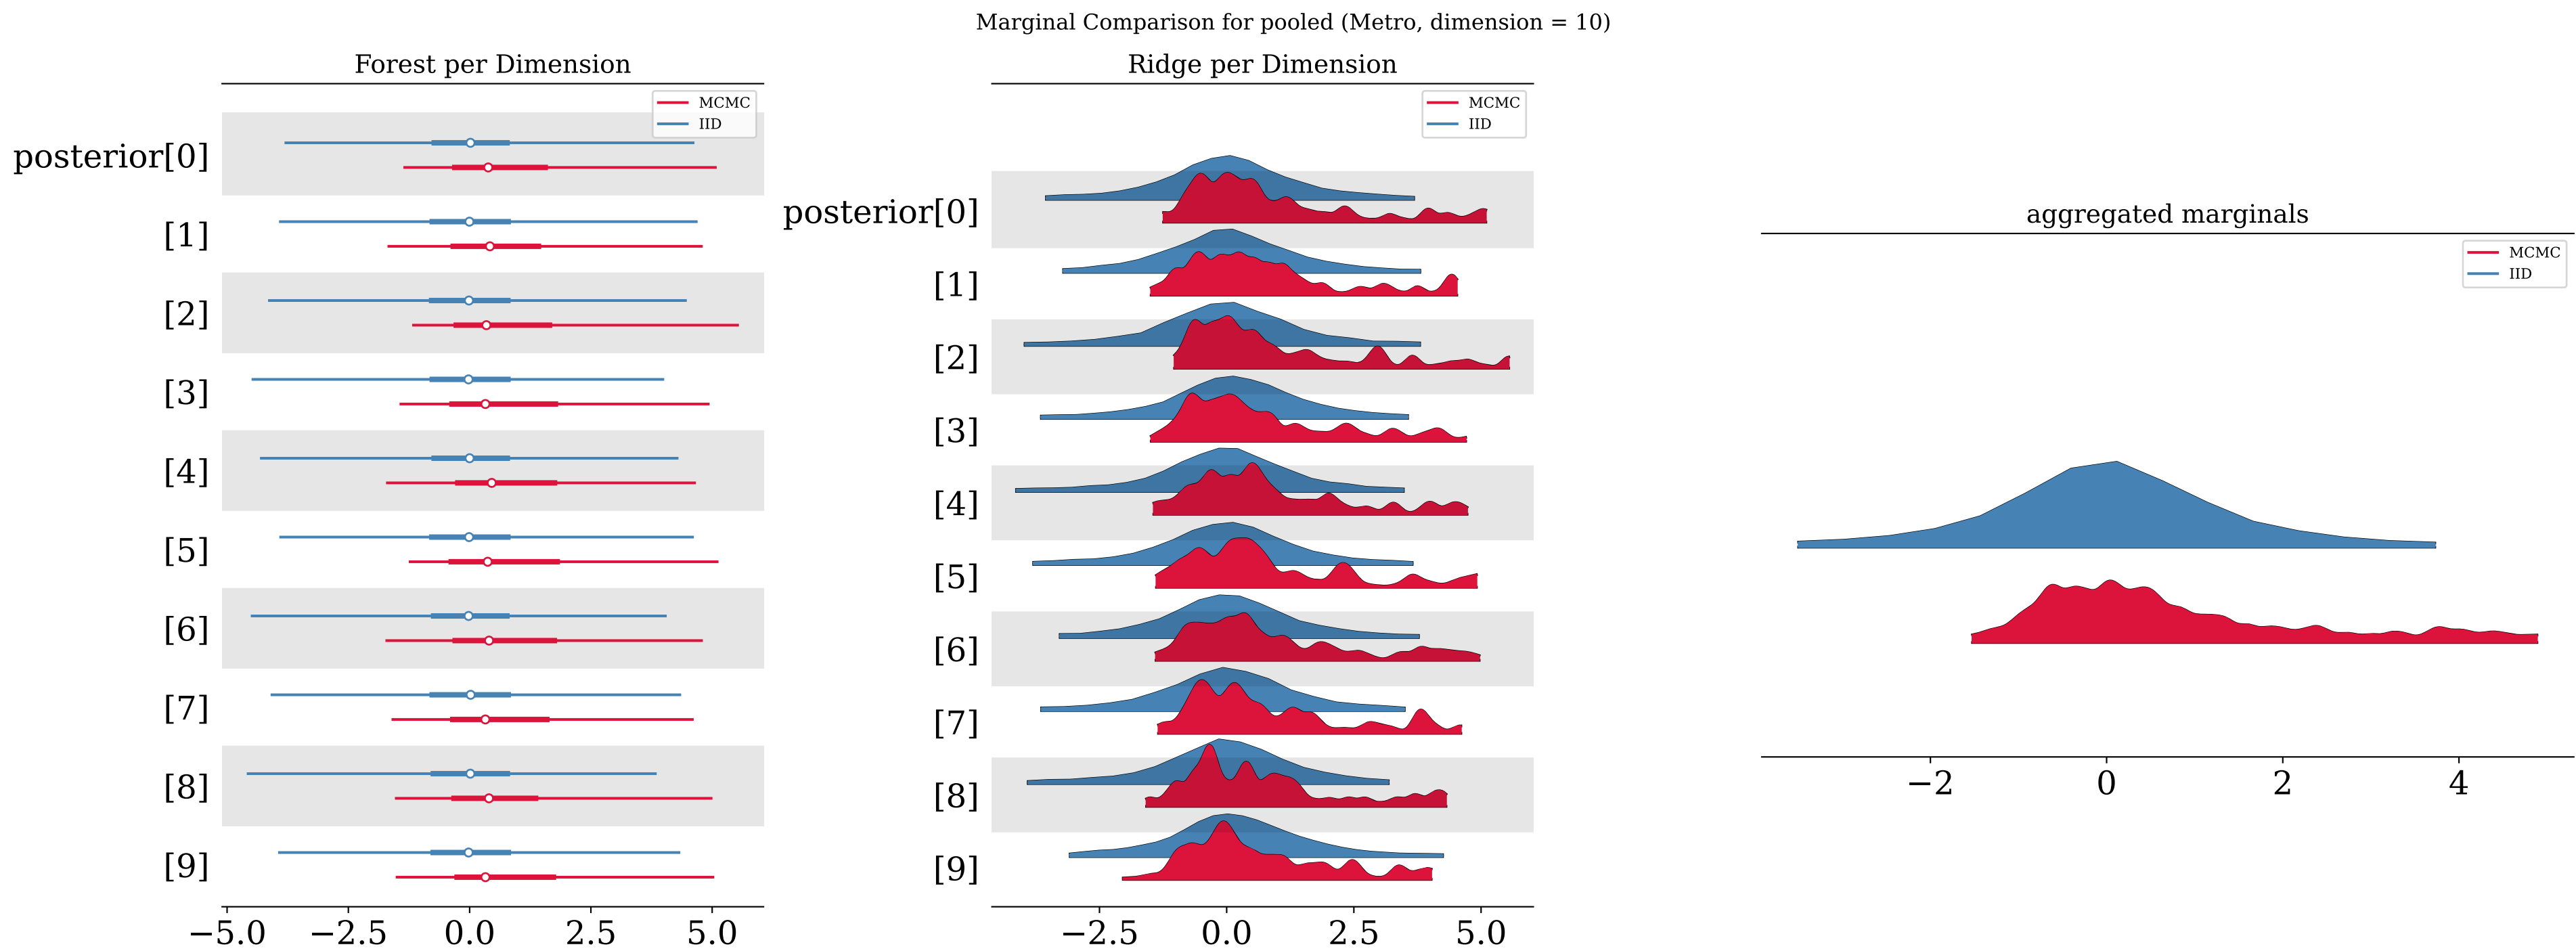 Marginal Comparison for pooled (Metro, dimension = 10)
Forest per Dimension
MCMC
IID
posterior[0]
[1]
[2]
[3]
[4]
[5]
[6]
[7]
[8]
[9]
−5.0 −2.5 0.0 2.5 5.0
Ridge per Dimension
MCMC
IID
posterior[0]
[1]
[2]
[3]
[4]
[5]
[6]
[7]
[8]
[9]
−2.5 0.0 2.5 5.0
aggregated marginals
MCMC
IID
−2 0 2 4